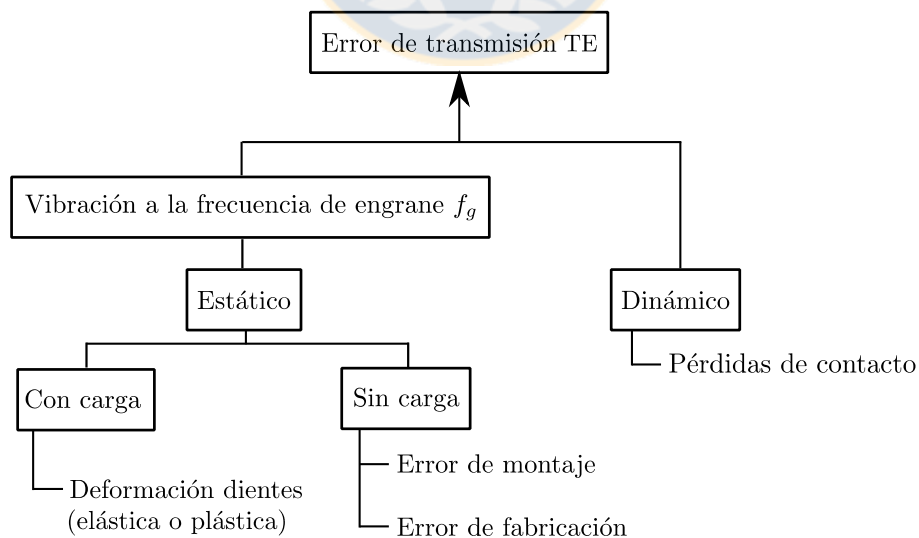 Error de transmisión TE
Vibración a la frecuencia de engrane f_g
Estático
Dinámico
Pérdidas de contacto
Con carga
Sin carga
Error de montaje
Deformación dientes
(elástica o plástica)
Error de fabricación